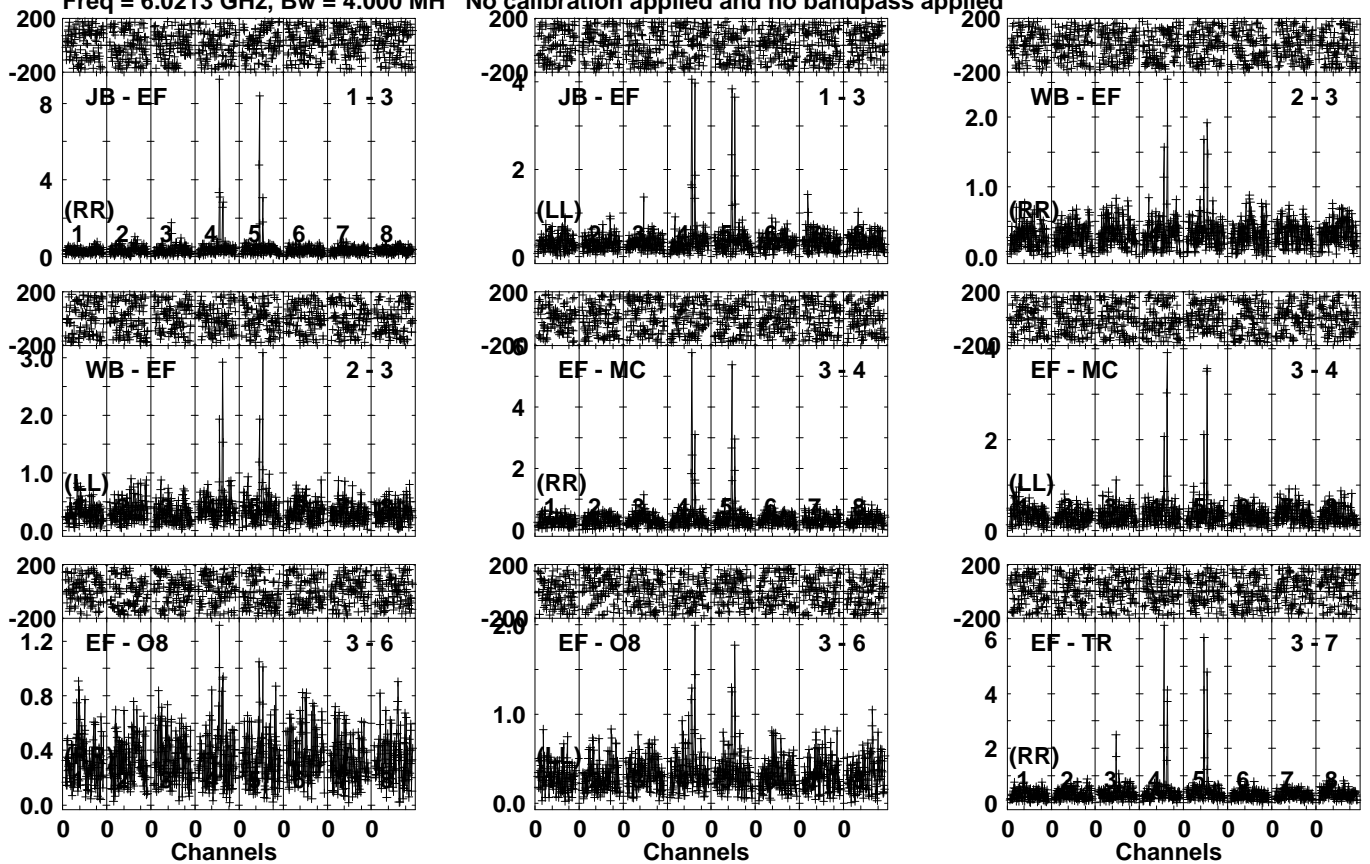 Freq = 6.0213 GHz, Bw = 4.000 MH No calibration applied and no bandpass applied
200 200 200
-200 -200 -200
JB - EF 1 - 3 JB - EF 1 - 3 WB - EF 2 - 3
8 4 2.0
4 2 1.0
(RR) (LL) (RR)
1 2 3 4 5 6 7 8
0 0 0.0
200 200 200
-200 -200 -200
3.0 6 4
WB - EF 2 - 3 EF - MC 3 - 4 EF - MC 3 - 4
2.0 4 2
1.0 2
(LL) (RR) (LL)
1 2 3 4 5 6 7 8
0.0 0 0
200 200 200
-200 -200 -200
1.2 2.0 6
EF - O8 3 - 6 EF - O8 3 - 6 EF - TR 3 - 7
0.8 1.0 4
0.4 2
(LL) (RR)
1 2 3 4 5 6 7 8
0.0 0.0 0
0 0 0 0 0 0 0 0 0 0 0 0 0 0 0 0 0 0 0 0 0 0 0 0
Channels Channels Channels